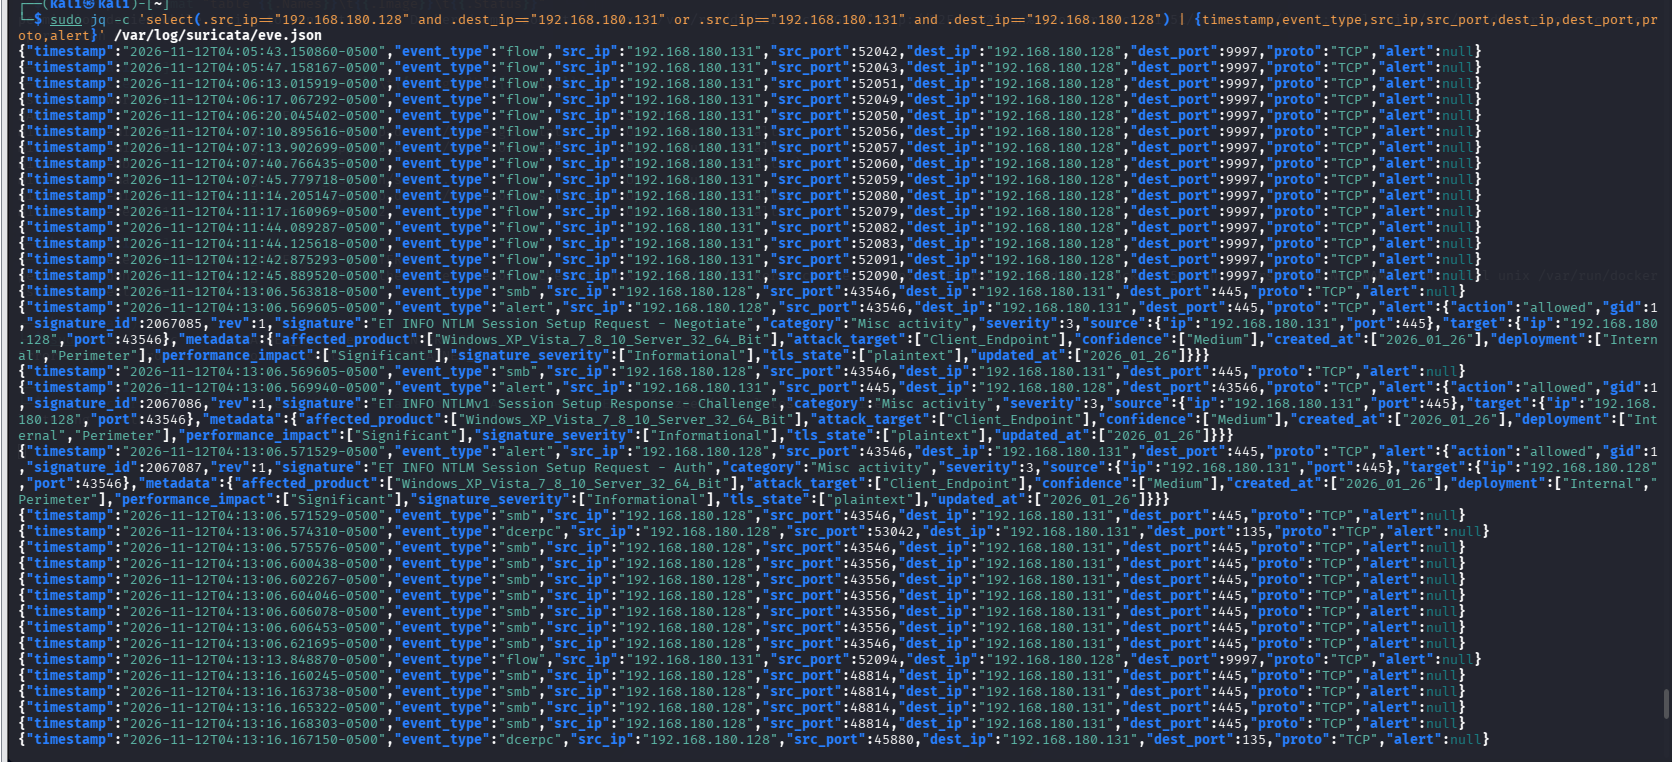 ┌──(kali㉿kali)-[~]
└─$ sudo jq -c 'select(.src_ip=="192.168.180.128" and .dest_ip=="192.168.180.131" or .src_ip=="192.168.180.131" and .dest_ip=="192.168.180.128") | {timestamp,event_type,src_ip,src_port,dest_ip,dest_port,pr
oto,alert}' /var/log/suricata/eve.json
{"timestamp":"2026-11-12T04:05:43.150860-0500","event_type":"flow","src_ip":"192.168.180.131","src_port":52042,"dest_ip":"192.168.180.128","dest_port":9997,"proto":"TCP","alert":null}
{"timestamp":"2026-11-12T04:05:47.158167-0500","event_type":"flow","src_ip":"192.168.180.131","src_port":52043,"dest_ip":"192.168.180.128","dest_port":9997,"proto":"TCP","alert":null}
{"timestamp":"2026-11-12T04:06:13.015919-0500","event_type":"flow","src_ip":"192.168.180.131","src_port":52051,"dest_ip":"192.168.180.128","dest_port":9997,"proto":"TCP","alert":null}
{"timestamp":"2026-11-12T04:06:17.067292-0500","event_type":"flow","src_ip":"192.168.180.131","src_port":52049,"dest_ip":"192.168.180.128","dest_port":9997,"proto":"TCP","alert":null}
{"timestamp":"2026-11-12T04:06:20.045402-0500","event_type":"flow","src_ip":"192.168.180.131","src_port":52050,"dest_ip":"192.168.180.128","dest_port":9997,"proto":"TCP","alert":null}
{"timestamp":"2026-11-12T04:07:10.895616-0500","event_type":"flow","src_ip":"192.168.180.131","src_port":52056,"dest_ip":"192.168.180.128","dest_port":9997,"proto":"TCP","alert":null}
{"timestamp":"2026-11-12T04:07:13.902699-0500","event_type":"flow","src_ip":"192.168.180.131","src_port":52057,"dest_ip":"192.168.180.128","dest_port":9997,"proto":"TCP","alert":null}
{"timestamp":"2026-11-12T04:07:40.766435-0500","event_type":"flow","src_ip":"192.168.180.131","src_port":52060,"dest_ip":"192.168.180.128","dest_port":9997,"proto":"TCP","alert":null}
{"timestamp":"2026-11-12T04:07:45.779718-0500","event_type":"flow","src_ip":"192.168.180.131","src_port":52059,"dest_ip":"192.168.180.128","dest_port":9997,"proto":"TCP","alert":null}
{"timestamp":"2026-11-12T04:11:14.205147-0500","event_type":"flow","src_ip":"192.168.180.131","src_port":52080,"dest_ip":"192.168.180.128","dest_port":9997,"proto":"TCP","alert":null}
{"timestamp":"2026-11-12T04:11:17.160969-0500","event_type":"flow","src_ip":"192.168.180.131","src_port":52079,"dest_ip":"192.168.180.128","dest_port":9997,"proto":"TCP","alert":null}
{"timestamp":"2026-11-12T04:11:44.089287-0500","event_type":"flow","src_ip":"192.168.180.131","src_port":52082,"dest_ip":"192.168.180.128","dest_port":9997,"proto":"TCP","alert":null}
{"timestamp":"2026-11-12T04:11:44.125618-0500","event_type":"flow","src_ip":"192.168.180.131","src_port":52083,"dest_ip":"192.168.180.128","dest_port":9997,"proto":"TCP","alert":null}
{"timestamp":"2026-11-12T04:12:42.875293-0500","event_type":"flow","src_ip":"192.168.180.131","src_port":52091,"dest_ip":"192.168.180.128","dest_port":9997,"proto":"TCP","alert":null}
{"timestamp":"2026-11-12T04:12:45.889520-0500","event_type":"flow","src_ip":"192.168.180.131","src_port":52090,"dest_ip":"192.168.180.128","dest_port":9997,"proto":"TCP","alert":null}
{"timestamp":"2026-11-12T04:13:06.563818-0500","event_type":"smb","src_ip":"192.168.180.128","src_port":43546,"dest_ip":"192.168.180.131","dest_port":445,"proto":"TCP","alert":null}
{"timestamp":"2026-11-12T04:13:06.569605-0500","event_type":"alert","src_ip":"192.168.180.128","src_port":43546,"dest_ip":"192.168.180.131","dest_port":445,"proto":"TCP","alert":{"action":"allowed","gid":1
,"signature_id":2067085,"rev":1,"signature":"ET INFO NTLM Session Setup Request - Negotiate","category":"Misc activity","severity":3,"source":{"ip":"192.168.180.131","port":445},"target":{"ip":"192.168.180
.128","port":43546},"metadata":{"affected_product":["Windows_XP_Vista_7_8_10_Server_32_64_Bit"],"attack_target":["Client_Endpoint"],"confidence":["Medium"],"created_at":["2026_01_26"],"deployment":["Intern
al","Perimeter"],"performance_impact":["Significant"],"signature_severity":["Informational"],"tls_state":["plaintext"],"updated_at":["2026_01_26"]}}}
{"timestamp":"2026-11-12T04:13:06.569605-0500","event_type":"smb","src_ip":"192.168.180.128","src_port":43546,"dest_ip":"192.168.180.131","dest_port":445,"proto":"TCP","alert":null}
{"timestamp":"2026-11-12T04:13:06.569940-0500","event_type":"alert","src_ip":"192.168.180.131","src_port":445,"dest_ip":"192.168.180.128","dest_port":43546,"proto":"TCP","alert":{"action":"allowed","gid":1
,"signature_id":2067086,"rev":1,"signature":"ET INFO NTLMv1 Session Setup Response - Challenge","category":"Misc activity","severity":3,"source":{"ip":"192.168.180.131","port":445},"target":{"ip":"192.168.
180.128","port":43546},"metadata":{"affected_product":["Windows_XP_Vista_7_8_10_Server_32_64_Bit"],"attack_target":["Client_Endpoint"],"confidence":["Medium"],"created_at":["2026_01_26"],"deployment":["Int
ernal","Perimeter"],"performance_impact":["Significant"],"signature_severity":["Informational"],"tls_state":["plaintext"],"updated_at":["2026_01_26"]}}}
{"timestamp":"2026-11-12T04:13:06.571529-0500","event_type":"alert","src_ip":"192.168.180.128","src_port":43546,"dest_ip":"192.168.180.131","dest_port":445,"proto":"TCP","alert":{"action":"allowed","gid":1
,"signature_id":2067087,"rev":1,"signature":"ET INFO NTLM Session Setup Request - Auth","category":"Misc activity","severity":3,"source":{"ip":"192.168.180.131","port":445},"target":{"ip":"192.168.180.128"
,"port":43546},"metadata":{"affected_product":["Windows_XP_Vista_7_8_10_Server_32_64_Bit"],"attack_target":["Client_Endpoint"],"confidence":["Medium"],"created_at":["2026_01_26"],"deployment":["Internal","
Perimeter"],"performance_impact":["Significant"],"signature_severity":["Informational"],"tls_state":["plaintext"],"updated_at":["2026_01_26"]}}}
{"timestamp":"2026-11-12T04:13:06.571529-0500","event_type":"smb","src_ip":"192.168.180.128","src_port":43546,"dest_ip":"192.168.180.131","dest_port":445,"proto":"TCP","alert":null}
{"timestamp":"2026-11-12T04:13:06.574310-0500","event_type":"dcerpc","src_ip":"192.168.180.128","src_port":53042,"dest_ip":"192.168.180.131","dest_port":135,"proto":"TCP","alert":null}
{"timestamp":"2026-11-12T04:13:06.575576-0500","event_type":"smb","src_ip":"192.168.180.128","src_port":43546,"dest_ip":"192.168.180.131","dest_port":445,"proto":"TCP","alert":null}
{"timestamp":"2026-11-12T04:13:06.600438-0500","event_type":"smb","src_ip":"192.168.180.128","src_port":43556,"dest_ip":"192.168.180.131","dest_port":445,"proto":"TCP","alert":null}
{"timestamp":"2026-11-12T04:13:06.602267-0500","event_type":"smb","src_ip":"192.168.180.128","src_port":43556,"dest_ip":"192.168.180.131","dest_port":445,"proto":"TCP","alert":null}
{"timestamp":"2026-11-12T04:13:06.604046-0500","event_type":"smb","src_ip":"192.168.180.128","src_port":43556,"dest_ip":"192.168.180.131","dest_port":445,"proto":"TCP","alert":null}
{"timestamp":"2026-11-12T04:13:06.606078-0500","event_type":"smb","src_ip":"192.168.180.128","src_port":43556,"dest_ip":"192.168.180.131","dest_port":445,"proto":"TCP","alert":null}
{"timestamp":"2026-11-12T04:13:06.606453-0500","event_type":"smb","src_ip":"192.168.180.128","src_port":43556,"dest_ip":"192.168.180.131","dest_port":445,"proto":"TCP","alert":null}
{"timestamp":"2026-11-12T04:13:06.621695-0500","event_type":"smb","src_ip":"192.168.180.128","src_port":43546,"dest_ip":"192.168.180.131","dest_port":445,"proto":"TCP","alert":null}
{"timestamp":"2026-11-12T04:13:13.848870-0500","event_type":"flow","src_ip":"192.168.180.131","src_port":52094,"dest_ip":"192.168.180.128","dest_port":9997,"proto":"TCP","alert":null}
{"timestamp":"2026-11-12T04:13:16.160245-0500","event_type":"smb","src_ip":"192.168.180.128","src_port":48814,"dest_ip":"192.168.180.131","dest_port":445,"proto":"TCP","alert":null}
{"timestamp":"2026-11-12T04:13:16.163738-0500","event_type":"smb","src_ip":"192.168.180.128","src_port":48814,"dest_ip":"192.168.180.131","dest_port":445,"proto":"TCP","alert":null}
{"timestamp":"2026-11-12T04:13:16.165322-0500","event_type":"smb","src_ip":"192.168.180.128","src_port":48814,"dest_ip":"192.168.180.131","dest_port":445,"proto":"TCP","alert":null}
{"timestamp":"2026-11-12T04:13:16.168303-0500","event_type":"smb","src_ip":"192.168.180.128","src_port":48814,"dest_ip":"192.168.180.131","dest_port":445,"proto":"TCP","alert":null}
{"timestamp":"2026-11-12T04:13:16.167150-0500","event_type":"dcerpc","src_ip":"192.168.180.128","src_port":45880,"dest_ip":"192.168.180.131","dest_port":135,"proto":"TCP","alert":null}